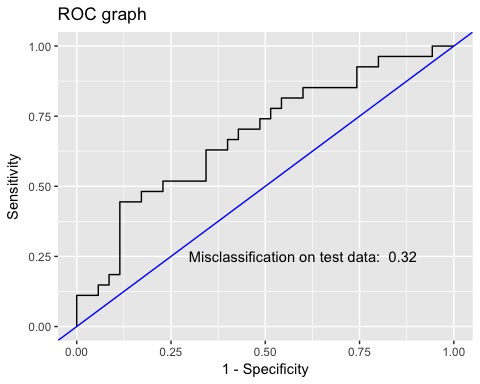 ROC graph
1.00
0.75
Sensitivity
0.50
0.25
Misclassification on test data:  0.32
0.00
0.00 0.25 0.50 0.75 1.00
1 - Specificity